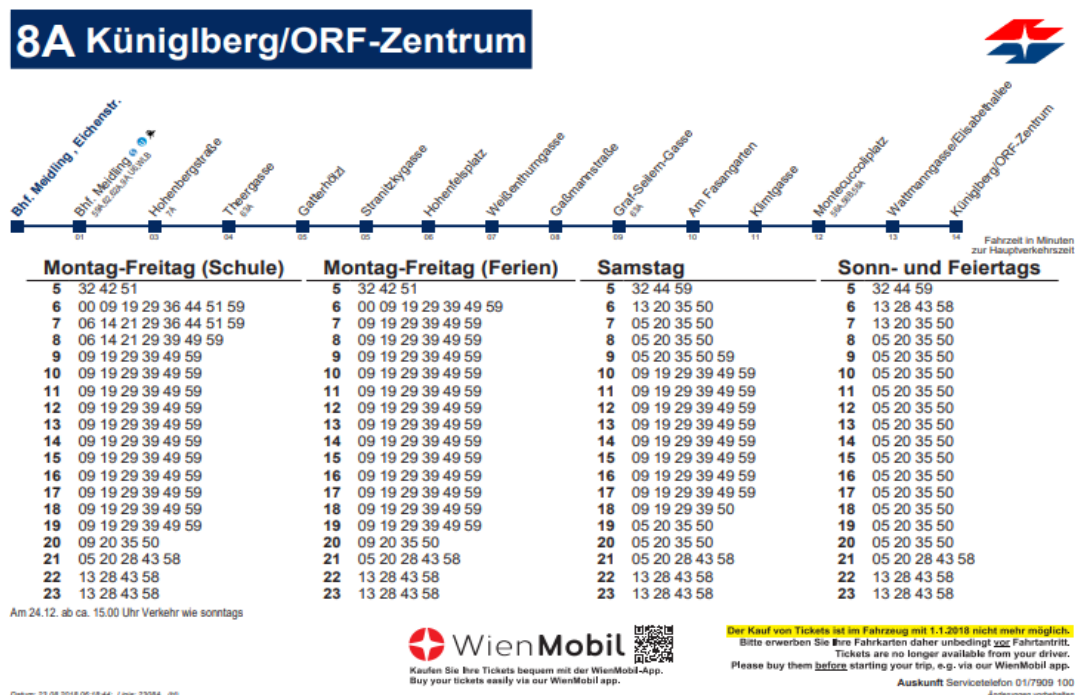 8A Küniglberg/ORF-Zentrum
Bhf. Meidling, Eichenstr.
Bhf. Meidling
59A,62,62A,9A,U6,WLB
Hohenbergstraße
7A
Theergasse
63A
Gatterhölzl
Stranitzkygasse
Hohenfelsplatz
Weißenthurngasse
Gaßmannstraße
Graf-Seilern-Gasse
63A
Am Fasangarten
Klimtgasse
Montecuccoliplatz
56A,56B,58A
Wattmanngasse/Elisabethallee
Küniglberg/ORF-Zentrum
01 03 04 05 05 06 07 08 09 10 11 12 13 14
Fahrzeit in Minuten
zur Hauptverkehrszeit
Montag-Freitag (Schule) Montag-Freitag (Ferien) Samstag Sonn- und Feiertags
5 32 42 51 5 32 42 51 5 32 44 59 5 32 44 59
6 00 09 19 29 36 44 51 59 6 00 09 19 29 39 49 59 6 13 20 35 50 6 13 28 43 58
7 06 14 21 29 36 44 51 59 7 09 19 29 39 49 59 7 05 20 35 50 7 13 20 35 50
8 06 14 21 29 39 49 59 8 09 19 29 39 49 59 8 05 20 35 50 8 05 20 35 50
9 09 19 29 39 49 59 9 09 19 29 39 49 59 9 05 20 35 50 59 9 05 20 35 50
10 09 19 29 39 49 59 10 09 19 29 39 49 59 10 09 19 29 39 49 59 10 05 20 35 50
11 09 19 29 39 49 59 11 09 19 29 39 49 59 11 09 19 29 39 49 59 11 05 20 35 50
12 09 19 29 39 49 59 12 09 19 29 39 49 59 12 09 19 29 39 49 59 12 05 20 35 50
13 09 19 29 39 49 59 13 09 19 29 39 49 59 13 09 19 29 39 49 59 13 05 20 35 50
14 09 19 29 39 49 59 14 09 19 29 39 49 59 14 09 19 29 39 49 59 14 05 20 35 50
15 09 19 29 39 49 59 15 09 19 29 39 49 59 15 09 19 29 39 49 59 15 05 20 35 50
16 09 19 29 39 49 59 16 09 19 29 39 49 59 16 09 19 29 39 49 59 16 05 20 35 50
17 09 19 29 39 49 59 17 09 19 29 39 49 59 17 09 19 29 39 49 59 17 05 20 35 50
18 09 19 29 39 49 59 18 09 19 29 39 49 59 18 09 19 29 39 50 18 05 20 35 50
19 09 19 29 39 49 59 19 09 19 29 39 49 59 19 05 20 35 50 19 05 20 35 50
20 09 20 35 50 20 09 20 35 50 20 05 20 35 50 20 05 20 35 50
21 05 20 28 43 58 21 05 20 28 43 58 21 05 20 28 43 58 21 05 20 28 43 58
22 13 28 43 58 22 13 28 43 58 22 13 28 43 58 22 13 28 43 58
23 13 28 43 58 23 13 28 43 58 23 13 28 43 58 23 13 28 43 58
Am 24.12. ab ca. 15.00 Uhr Verkehr wie sonntags
WienMobil
Kaufen Sie Ihre Tickets bequem mit der WienMobil-App.
Buy your tickets easily via our WienMobil app.
Der Kauf von Tickets ist im Fahrzeug mit 1.1.2018 nicht mehr möglich.
Bitte erwerben Sie Ihre Fahrkarten daher unbedingt vor Fahrtantritt.
Tickets are no longer available from your driver.
Please buy them before starting your trip, e.g. via our WienMobil app.
Auskunft Servicetelefon 01/7909 100